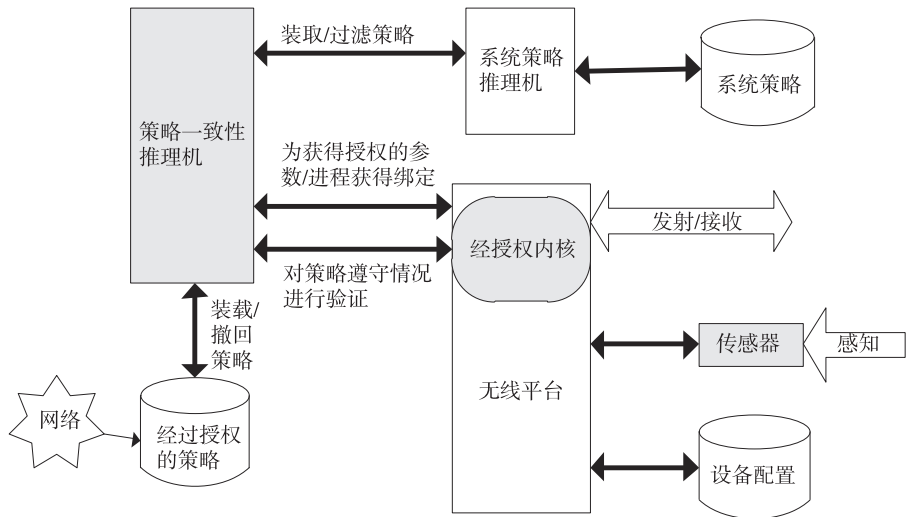 装取/过滤策略
系统策略
推理机
系统策略
策略一致性
推理机
为获得授权的参
数/进程获得绑定
发射/接收
经授权内核
对策略遵守情况
进行验证
装载/
撤回
策略
传感器
感知
无线平台
网络
经过授权
的策略
设备配置